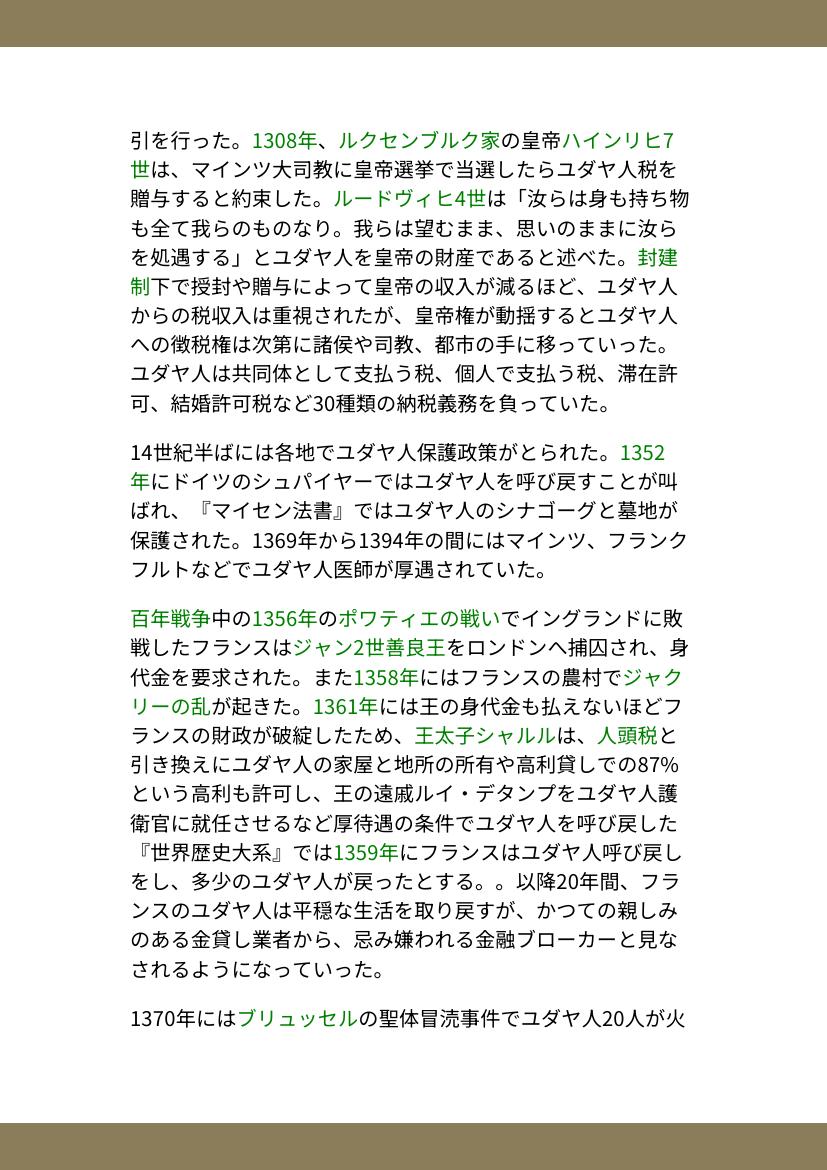 引を行った。1308年、ルクセンブルク家の皇帝ハインリヒ7
世は、マインツ大司教に皇帝選挙で当選したらユダヤ人税を
贈与すると約束した。ルードヴィヒ4世は「汝らは身も持ち物
も全て我らのものなり。我らは望むまま、思いのままに汝ら
を処遇する」とユダヤ人を皇帝の財産であると述べた。封建
制下で授封や贈与によって皇帝の収入が減るほど、ユダヤ人
からの税収入は重視されたが、皇帝権が動揺するとユダヤ人
への徴税権は次第に諸侯や司教、都市の手に移っていった。
ユダヤ人は共同体として支払う税、個人で支払う税、滞在許
可、結婚許可税など30種類の納税義務を負っていた。
14世紀半ばには各地でユダヤ人保護政策がとられた。1352
年にドイツのシュパイヤーではユダヤ人を呼び戻すことが叫
ばれ、『マイセン法書』ではユダヤ人のシナゴーグと墓地が
保護された。1369年から1394年の間にはマインツ、フランク
フルトなどでユダヤ人医師が厚遇されていた。
百年戦争中の1356年のポワティエの戦いでイングランドに敗
戦したフランスはジャン2世善良王をロンドンへ捕囚され、身
代金を要求された。また1358年にはフランスの農村でジャク
リーの乱が起きた。1361年には王の身代金も払えないほどフ
ランスの財政が破綻したため、王太子シャルルは、人頭税と
引き換えにユダヤ人の家屋と地所の所有や高利貸しでの87%
という高利も許可し、王の遠戚ルイ・デタンプをユダヤ人護
衛官に就任させるなど厚待遇の条件でユダヤ人を呼び戻した
『世界歴史大系』では1359年にフランスはユダヤ人呼び戻し
をし、多少のユダヤ人が戻ったとする。。以降20年間、フラ
ンスのユダヤ人は平穏な生活を取り戻すが、かつての親しみ
のある金貸し業者から、忌み嫌われる金融ブローカーと見な
されるようになっていった。
1370年にはブリュッセルの聖体冒涜事件でユダヤ人20人が火